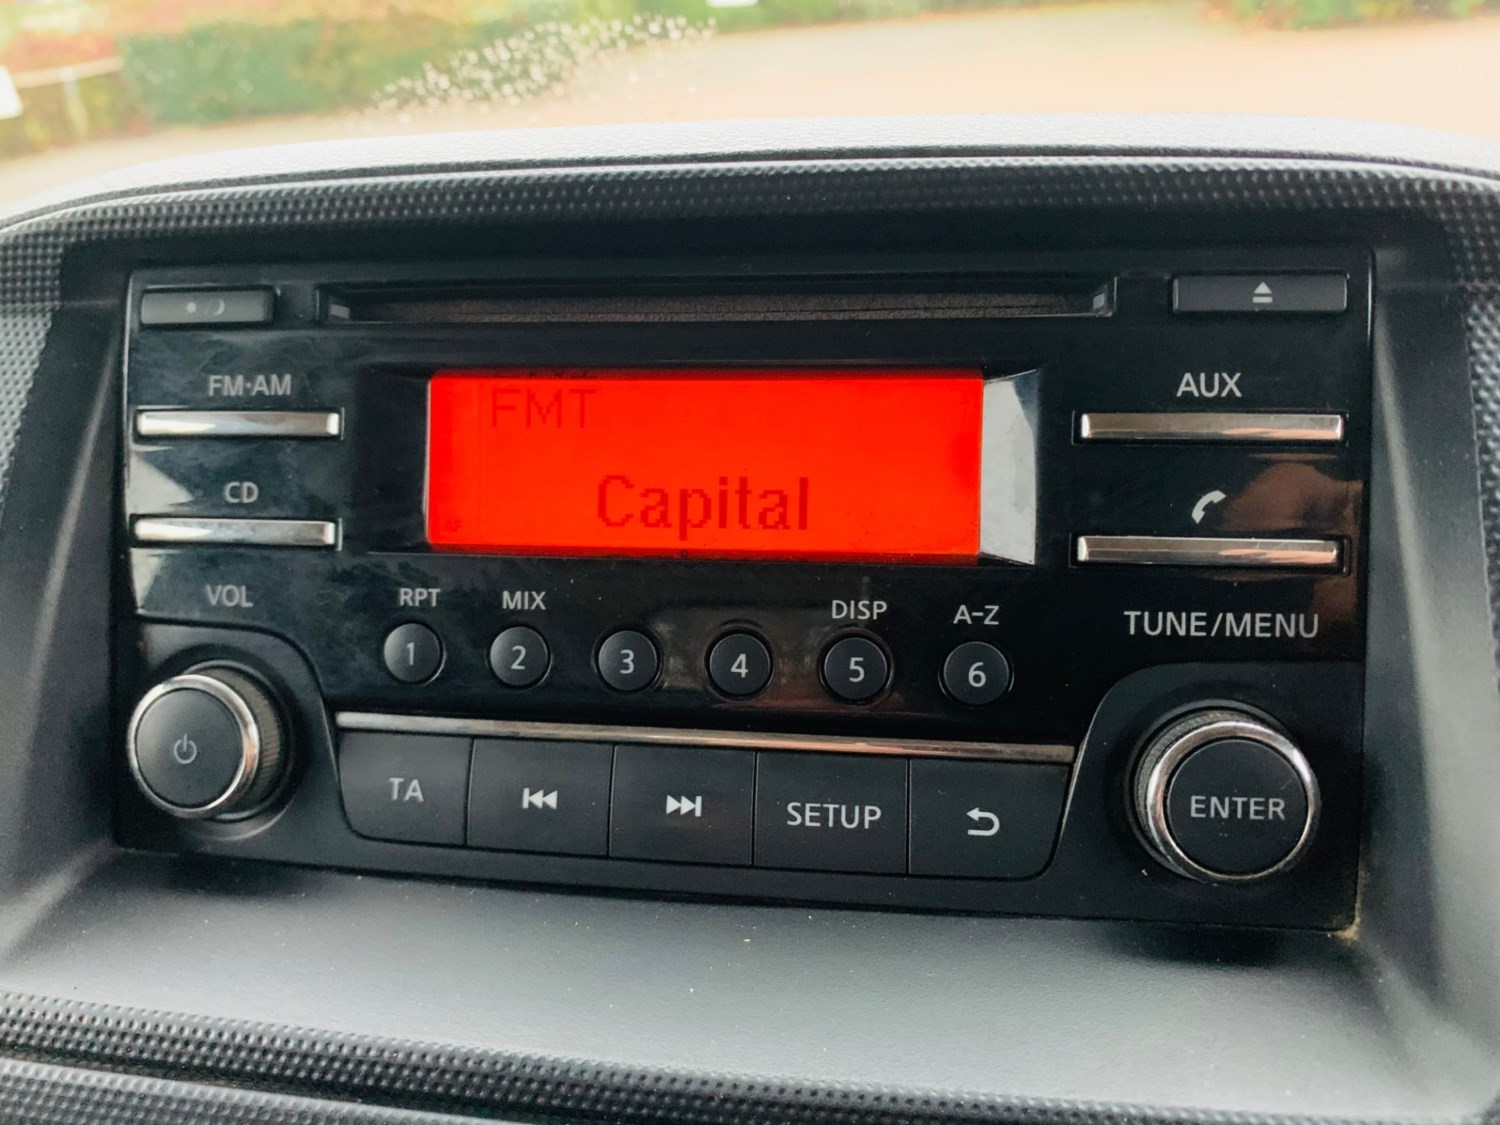 FM·AM
FMT
AUX
CD
Capital
AF
VOL
RPT
MIX
DISP
A-Z
TUNE/MENU
1
2
3
4
5
6
TA
SETUP
ENTER